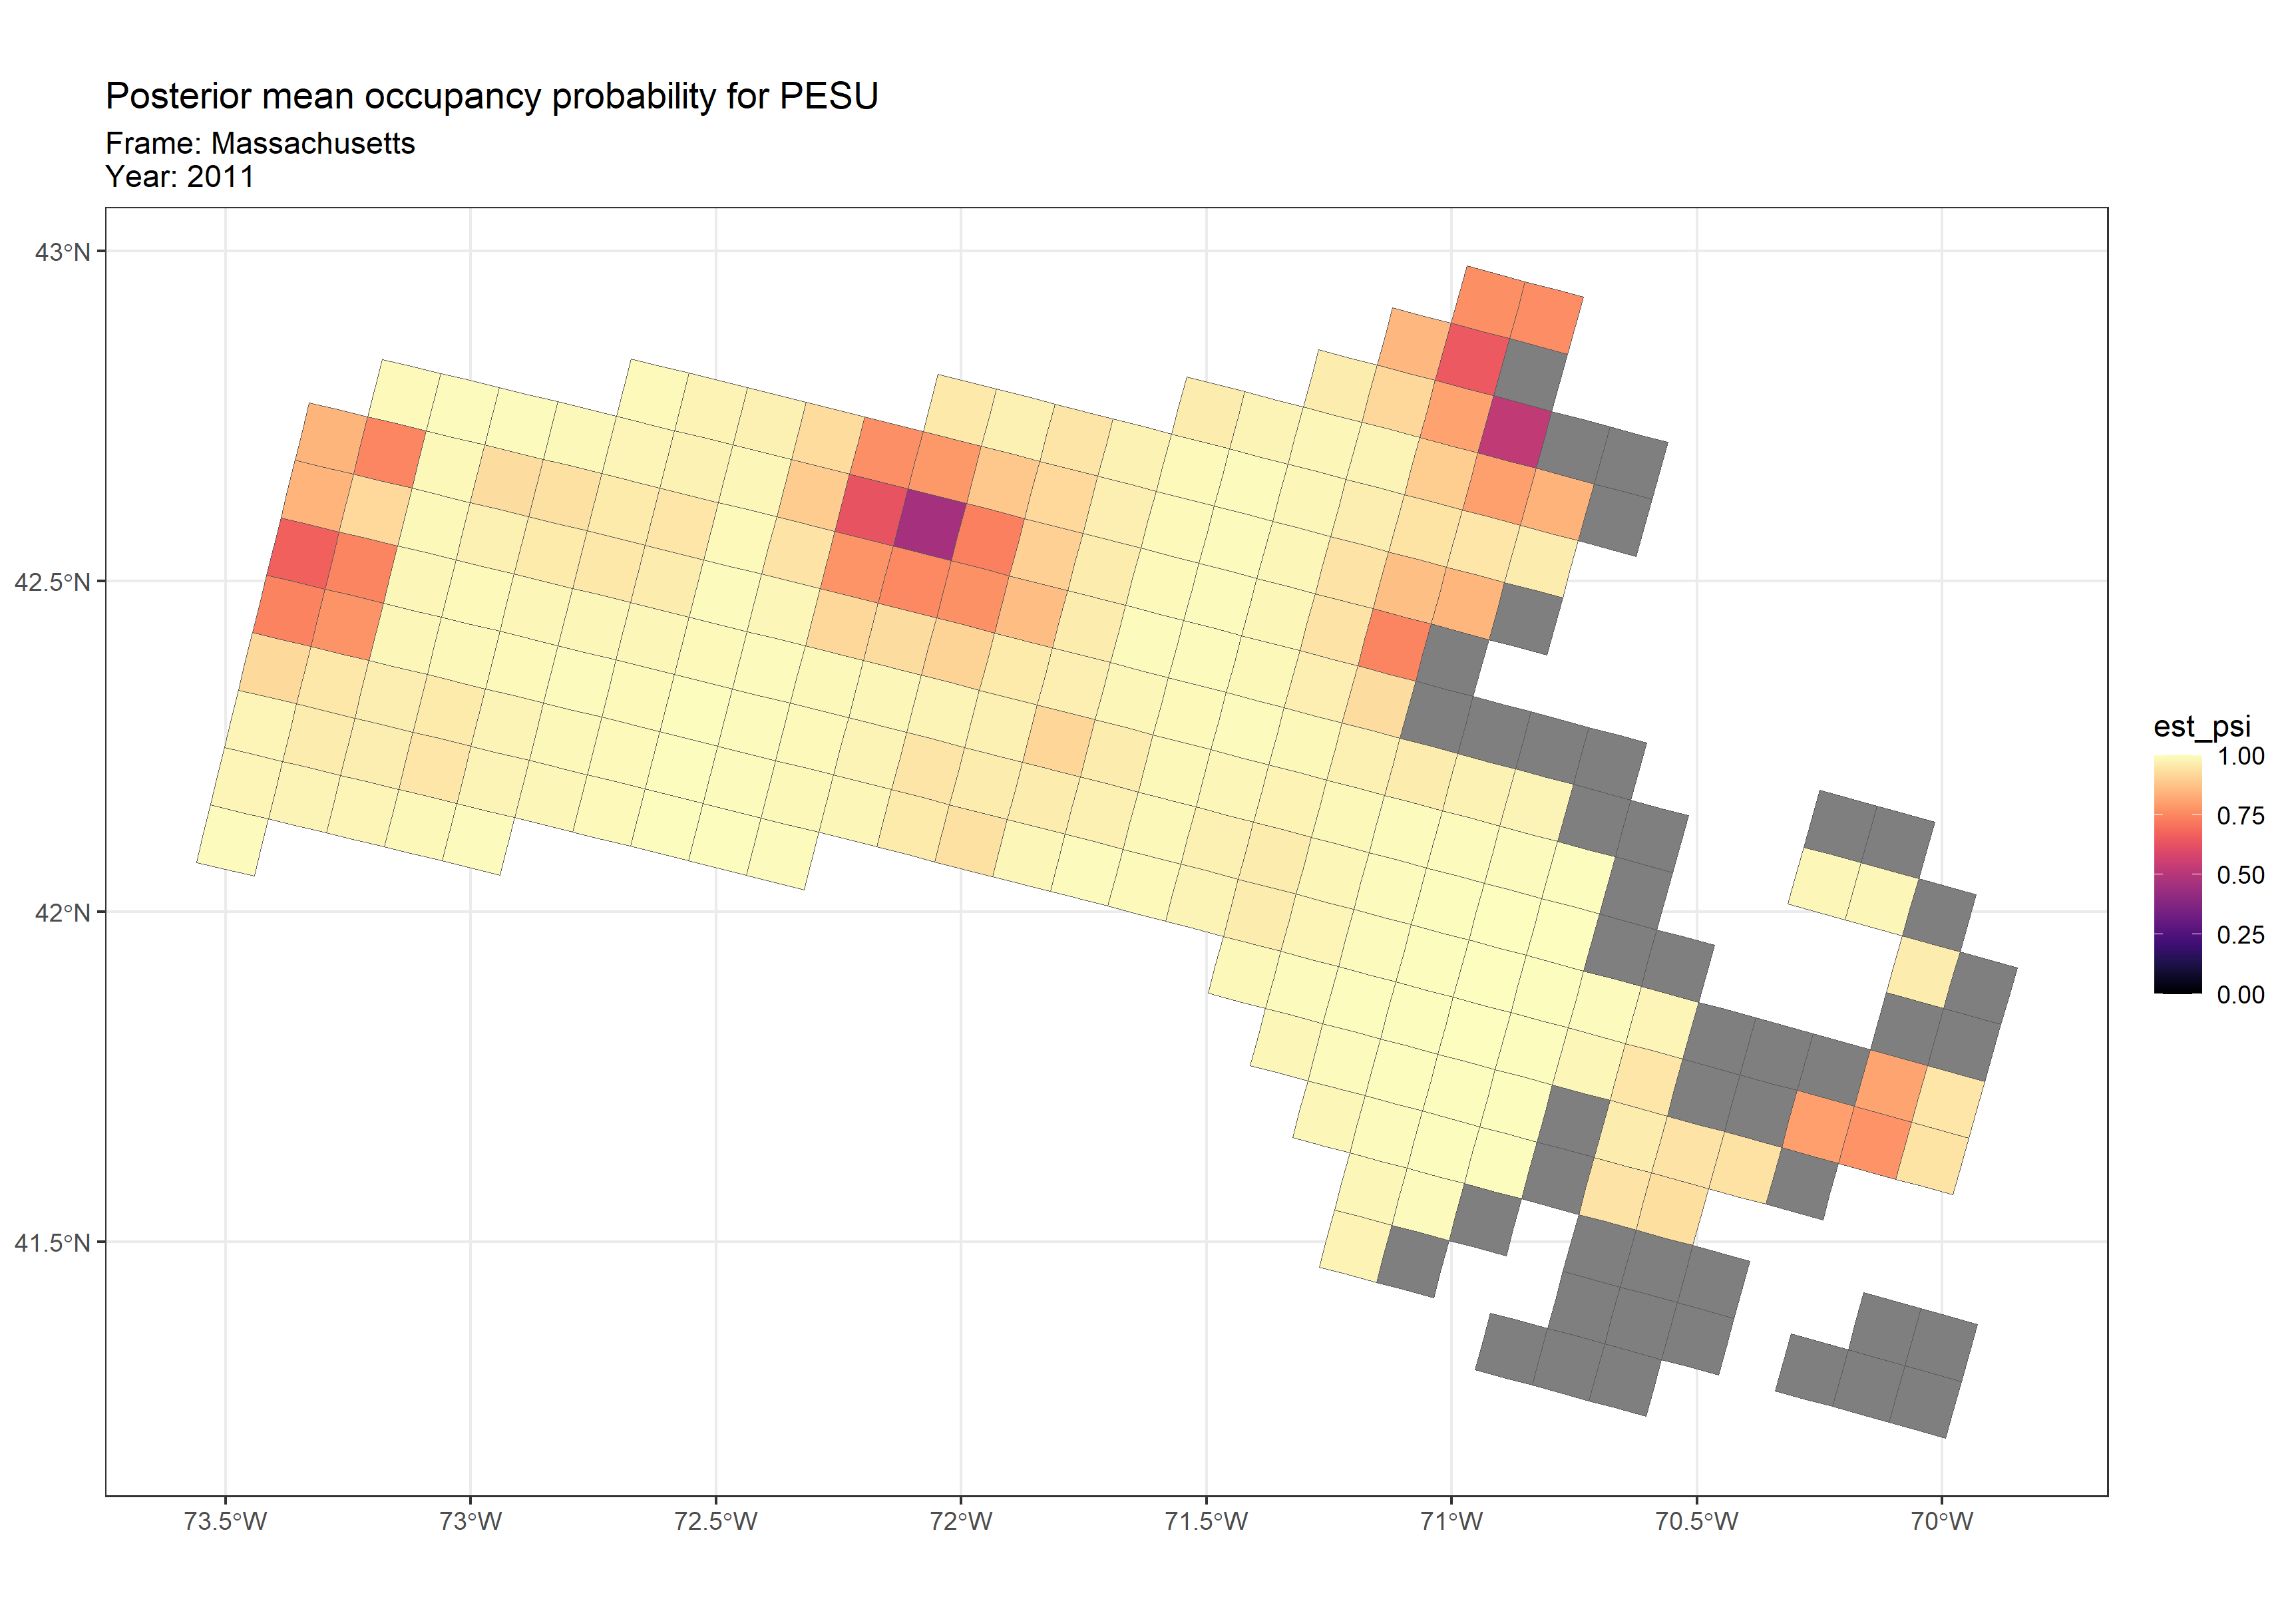 Posterior mean occupancy probability for PESU
Frame: Massachusetts
Year: 2011
43°N
42.5°N
42°N
41.5°N
73.5°W
73°W
72.5°W
72°W
71.5°W
71°W
70.5°W
70°W
est_psi
1.00
0.75
0.50
0.25
0.00